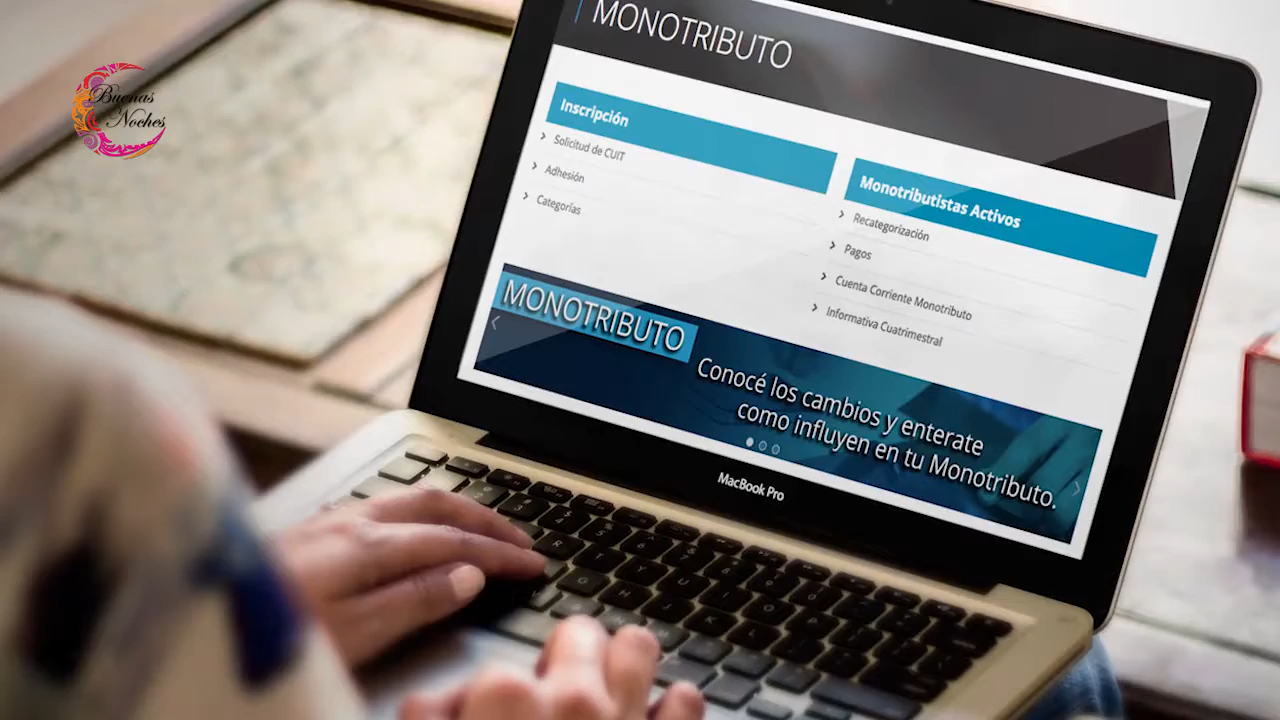 Buenas
Noches
MONOTRIBUTO
Inscripción
Solicitud de CUIT
Adhesión
Categorías
Monotributistas Activos
Recategorización
Pagos
Cuenta Corriente Monotributo
Informativa Cuatrimestral
MONOTRIBUTO
Conocé los cambios y enterate
como influyen en tu Monotributo.
MacBook Pro